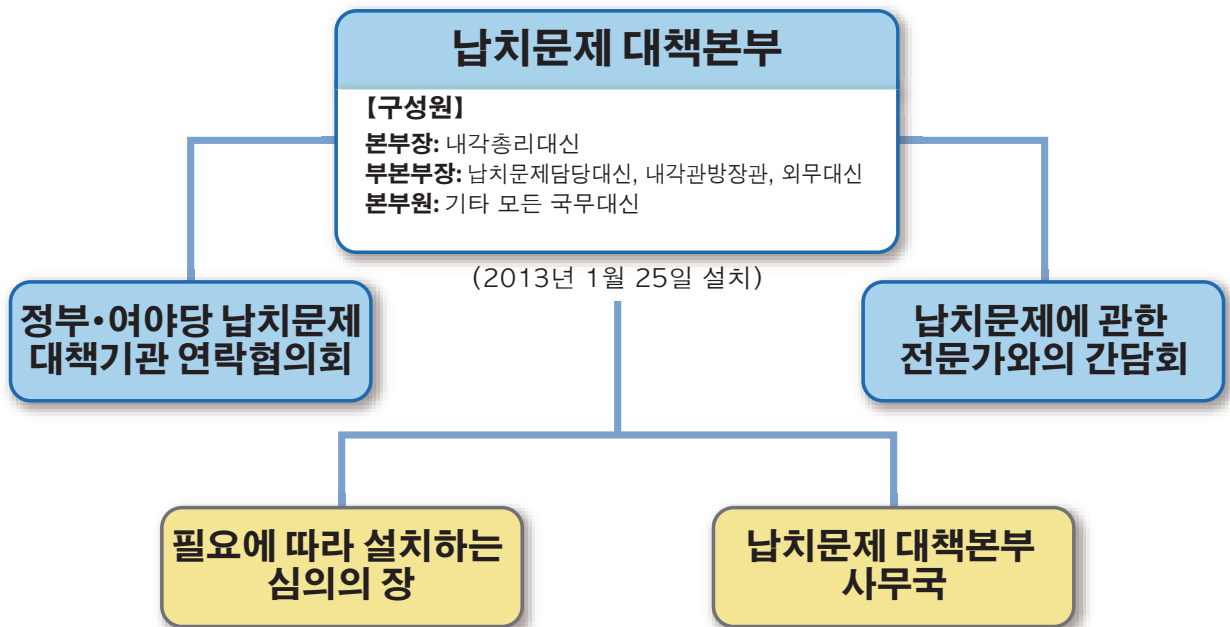 납치문제 대책본부
【구성원】
본부장: 내각총리대신
부본부장: 납치문제담당대신, 내각관방장관, 외무대신
본부원: 기타 모든 국무대신
(2013년 1월 25일 설치)
정부•여야당 납치문제
대책기관 연락협의회
납치문제에 관한
전문가와의 간담회
필요에 따라 설치하는
심의의 장
납치문제 대책본부
사무국